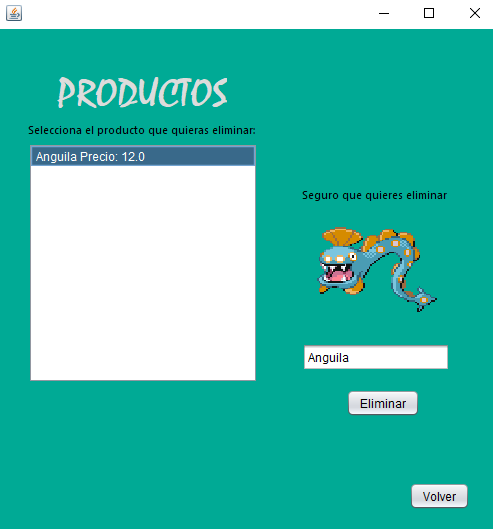 PRODUCTOS
Selecciona el producto que quieras eliminar:
Anguila Precio: 12.0
Seguro que quieres eliminar
Anguila
Eliminar
Volver